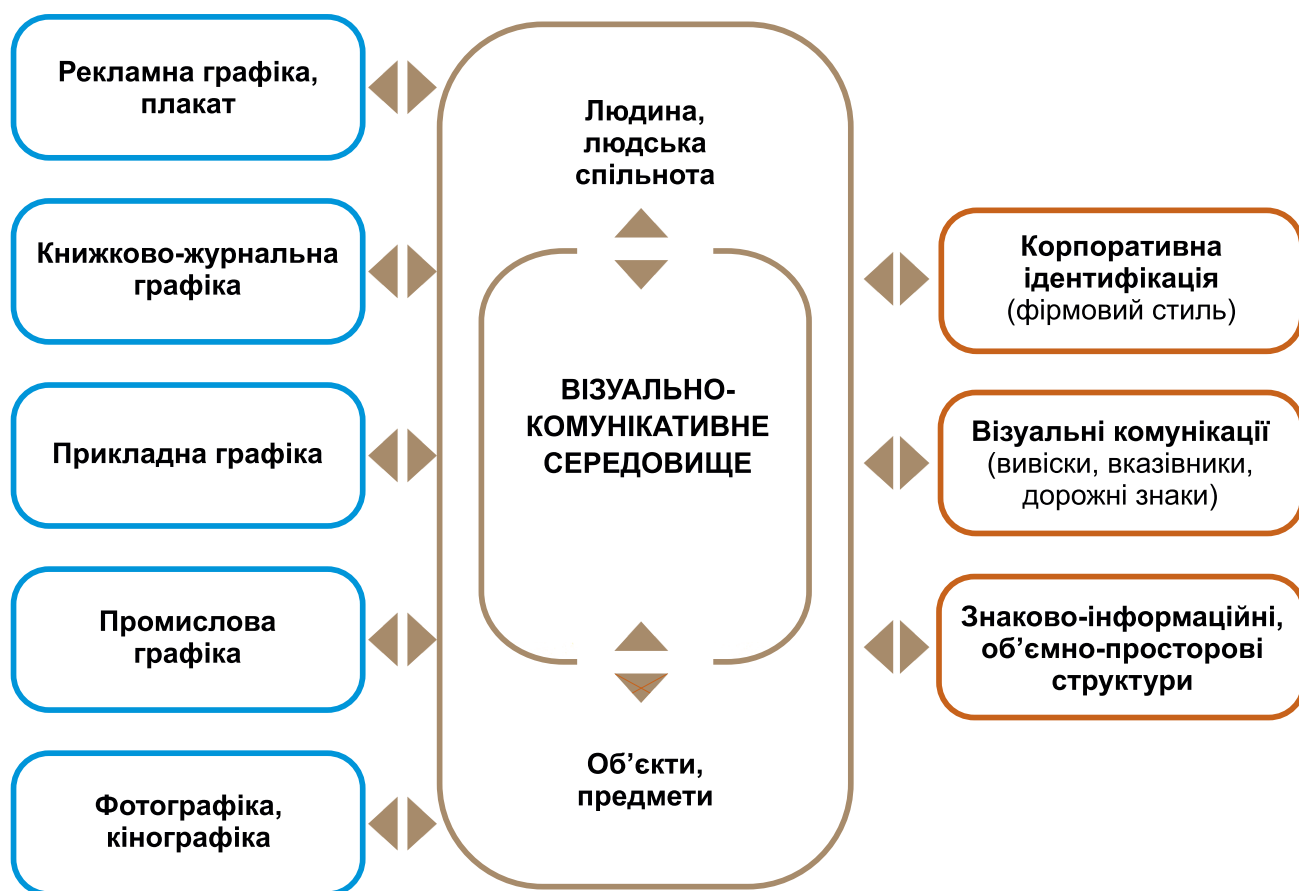 Рекламна графіка,
плакат
Книжково-журнальна
графіка
Прикладна графіка
Промислова
графіка
Фотографіка,
кінографіка
Людина,
людська
спільнота
ВІЗУАЛЬНО-
КОМУНІКАТИВНЕ
СЕРЕДОВИЩЕ
Об’єкти,
предмети
Корпоративна
ідентифікація
(фірмовий стиль)
Візуальні комунікації
(вивіски, вказівники,
дорожні знаки)
Знаково-інформаційні,
об’ємно-просторові
структури